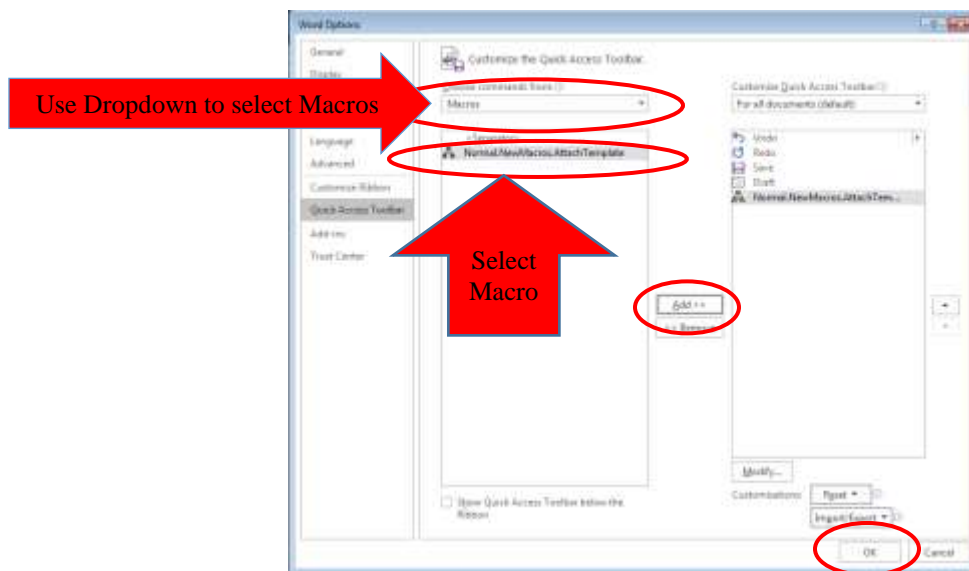 Word Options
General
Display
Language
Advanced
Customize Ribbon
Quick Access Toolbar
Add-ins
Trust Center
Use Dropdown to select Macros
Customize the Quick Access Toolbar.
Choose commands from:
Macros
<Separator>
Normal.NewMacros.AttachTemplate
Select
Macro
Show Quick Access Toolbar below the
Ribbon
Add >>
<< Remove
Customize Quick Access Toolbar:
For all documents (default)
Undo
Redo
Save
Draft
Normal.NewMacros.AttachTem...
Modify...
Customizations:
Reset
Import/Export
OK
Cancel